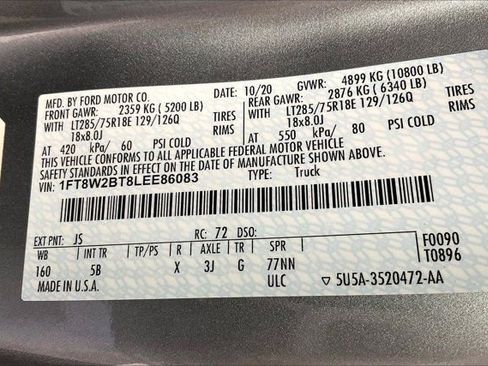 MFD. BY FORD MOTOR CO. 10/20 GVWR: 4899 KG (10800 LB)
FRONT GAWR: 2359 KG ( 5200 LB) REAR GAWR: 2876 KG ( 6340 LB)
LT285/75R18E 129/126Q TIRES LT285/75R18E 129/126Q TIRES
18x8.0J RIMS 18x8.0J RIMS
AT 420 kPa/ 60 PSI COLD AT 550 kPa/ 80 PSI COLD
THIS VEHICLE CONFORMS TO ALL APPLICABLE FEDERAL MOTOR VEHICLE
SAFETY STANDARD IN EFFECT ON THE DATE OF MANUFACTURE SHOWN ABOVE.
VIN: 1FT8W2BT8LEE86083 TYPE: Truck
EXT PNT: JS RC: 72 DSO: F0090
WB INT TR TP/PS R AXLE TR SPR T0896
160 5B X 3J G 77NN
MADE IN U.S.A. ULC ▽ 5U5A-3520472-AA